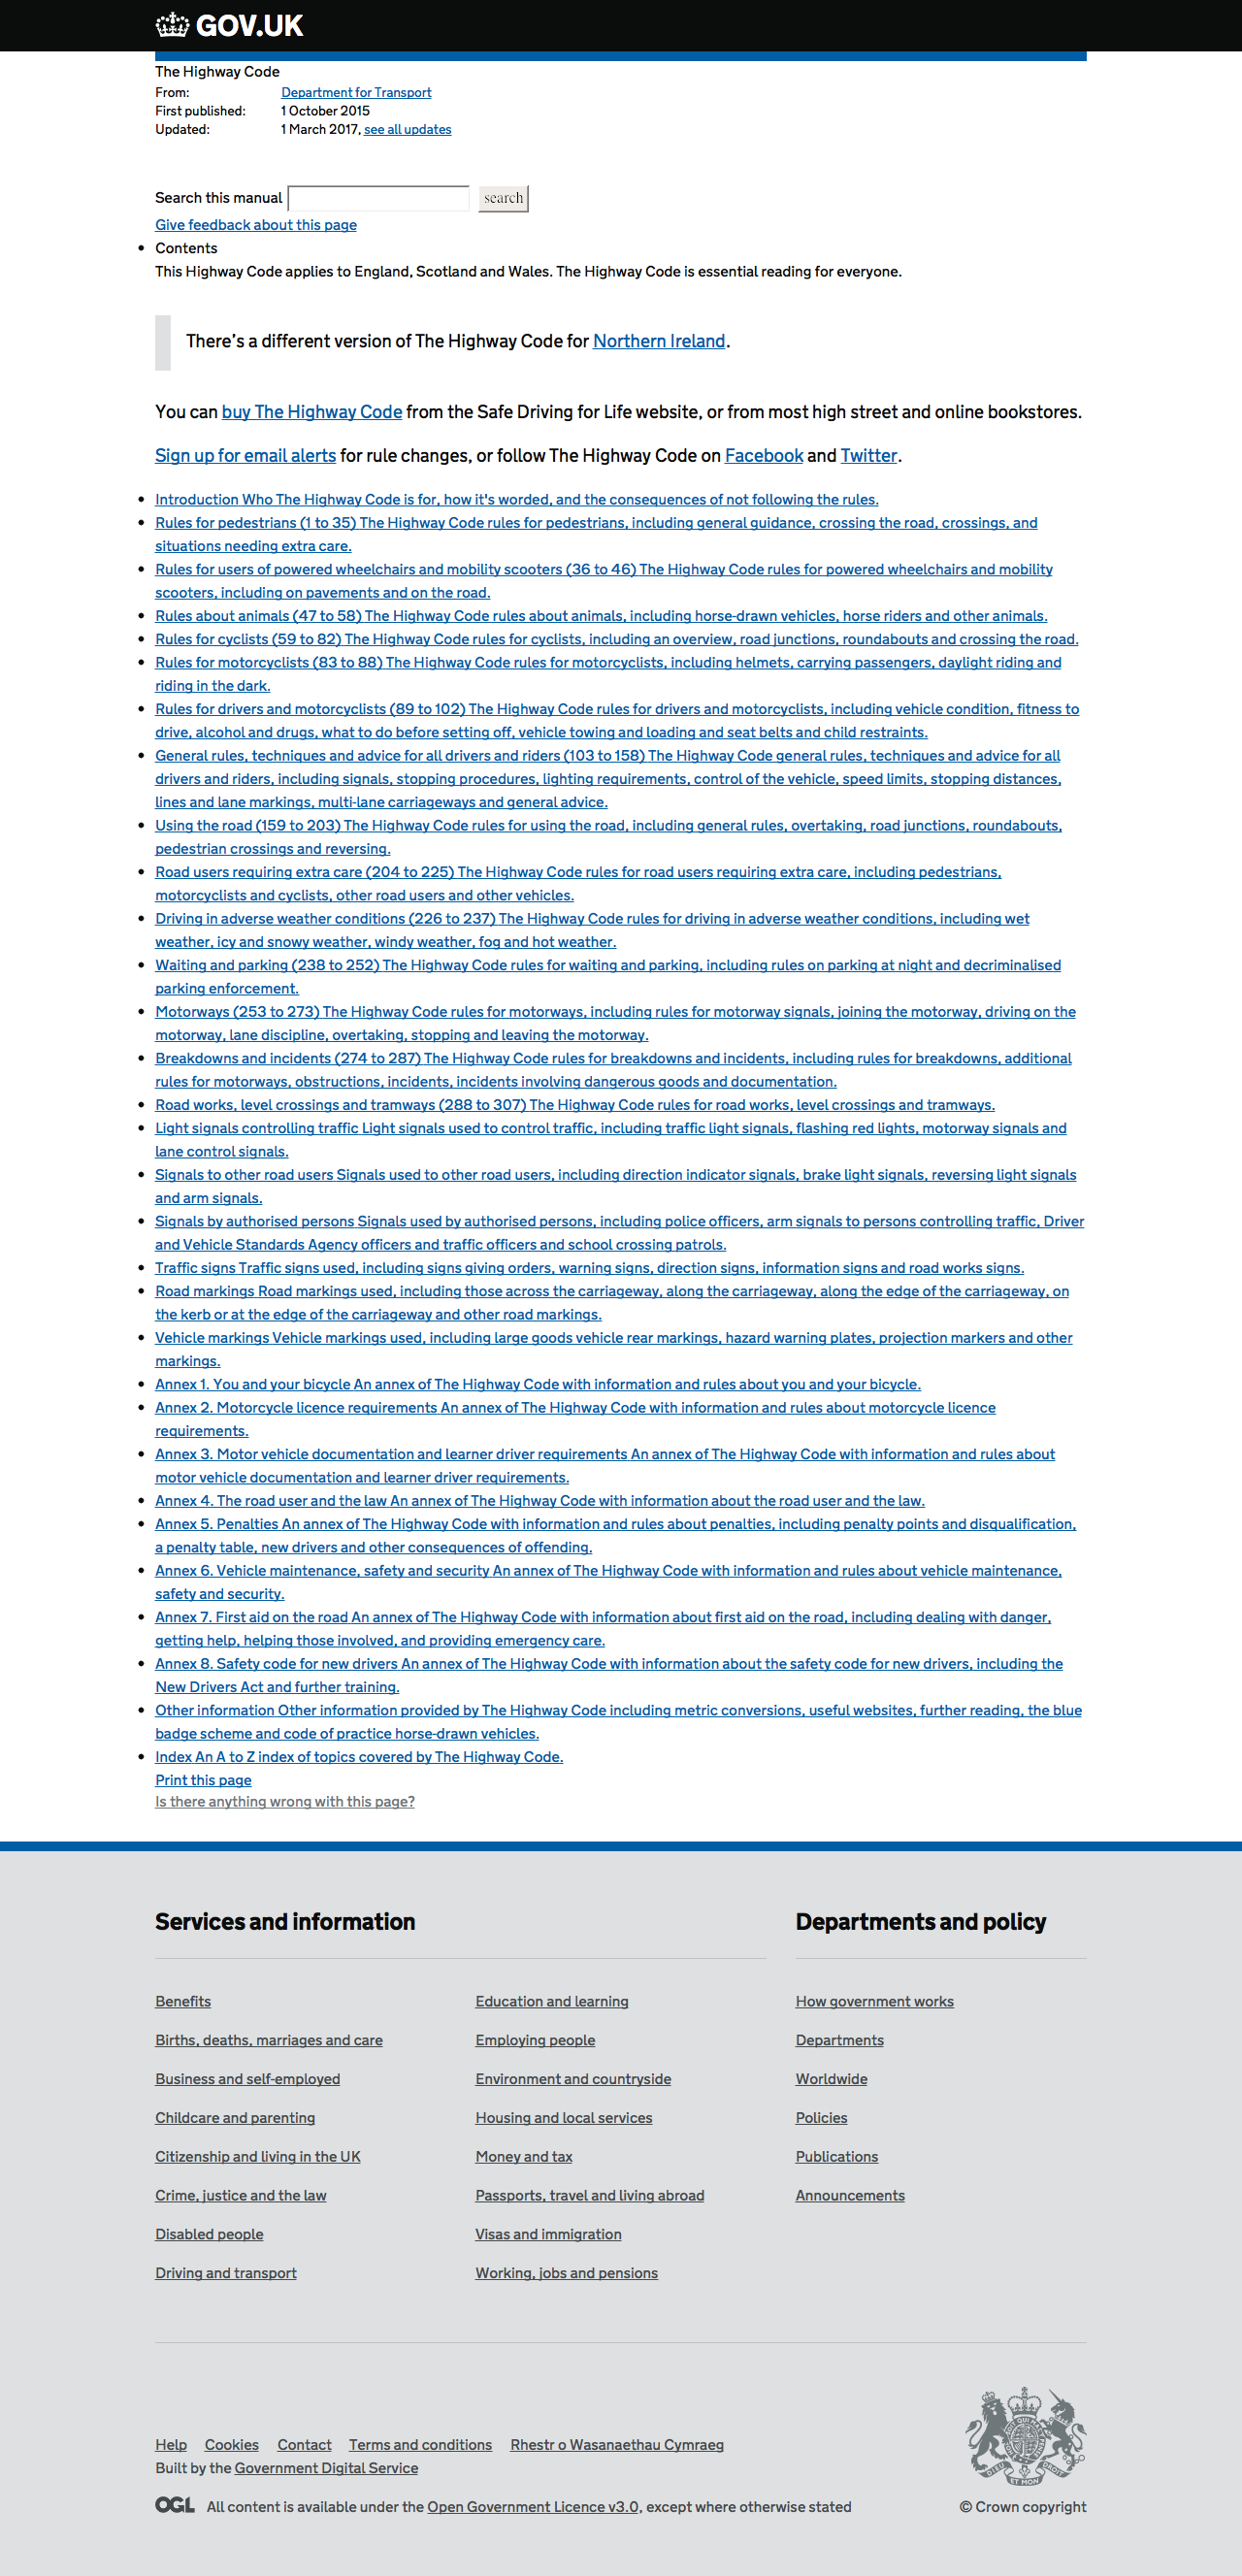 GOV.UK
The Highway Code
From: Department for Transport
First published: 1 October 2015
Updated: 1 March 2017, see all updates
Search this manual search
Give feedback about this page
Contents
This Highway Code applies to England, Scotland and Wales. The Highway Code is essential reading for everyone.
There's a different version of The Highway Code for Northern Ireland.
You can buy The Highway Code from the Safe Driving for Life website, or from most high street and online bookstores.
Sign up for email alerts for rule changes, or follow The Highway Code on Facebook and Twitter.
Introduction Who The Highway Code is for, how it's worded, and the consequences of not following the rules.
Rules for pedestrians (1 to 35) The Highway Code rules for pedestrians, including general guidance, crossing the road, crossings, and
situations needing extra care.
Rules for users of powered wheelchairs and mobility scooters (36 to 46) The Highway Code rules for powered wheelchairs and mobility
scooters, including on pavements and on the road.
Rules about animals (47 to 58) The Highway Code rules about animals, including horse-drawn vehicles, horse riders and other animals.
Rules for cyclists (59 to 82) The Highway Code rules for cyclists, including an overview, road junctions, roundabouts and crossing the road.
Rules for motorcyclists (83 to 88) The Highway Code rules for motorcyclists, including helmets, carrying passengers, daylight riding and
riding in the dark.
Rules for drivers and motorcyclists (89 to 102) The Highway Code rules for drivers and motorcyclists, including vehicle condition, fitness to
drive, alcohol and drugs, what to do before setting off, vehicle towing and loading and seat belts and child restraints.
General rules, techniques and advice for all drivers and riders (103 to 158) The Highway Code general rules, techniques and advice for all
drivers and riders, including signals, stopping procedures, lighting requirements, control of the vehicle, speed limits, stopping distances,
lines and lane markings, multi-lane carriageways and general advice.
Using the road (159 to 203) The Highway Code rules for using the road, including general rules, overtaking, road junctions, roundabouts,
pedestrian crossings and reversing.
Road users requiring extra care (204 to 225) The Highway Code rules for road users requiring extra care, including pedestrians,
motorcyclists and cyclists, other road users and other vehicles.
Driving in adverse weather conditions (226 to 237) The Highway Code rules for driving in adverse weather conditions, including wet
weather, icy and snowy weather, windy weather, fog and hot weather.
Waiting and parking (238 to 252) The Highway Code rules for waiting and parking, including rules on parking at night and decriminalised
parking enforcement.
Motorways (253 to 273) The Highway Code rules for motorways, including rules for motorway signals, joining the motorway, driving on the
motorway, lane discipline, overtaking, stopping and leaving the motorway.
Breakdowns and incidents (274 to 287) The Highway Code rules for breakdowns and incidents, including rules for breakdowns, additional
rules for motorways, obstructions, incidents, incidents involving dangerous goods and documentation.
Road works, level crossings and tramways (288 to 307) The Highway Code rules for road works, level crossings and tramways.
Light signals controlling traffic Light signals used to control traffic, including traffic light signals, flashing red lights, motorway signals and
lane control signals.
Signals to other road users Signals used to other road users, including direction indicator signals, brake light signals, reversing light signals
and arm signals.
Signals by authorised persons Signals used by authorised persons, including police officers, arm signals to persons controlling traffic, Driver
and Vehicle Standards Agency officers and traffic officers and school crossing patrols.
Traffic signs Traffic signs used, including signs giving orders, warning signs, direction signs, information signs and road works signs.
Road markings Road markings used, including those across the carriageway, along the carriageway, along the edge of the carriageway, on
the kerb or at the edge of the carriageway and other road markings.
Vehicle markings Vehicle markings used, including large goods vehicle rear markings, hazard warning plates, projection markers and other
markings.
Annex 1. You and your bicycle An annex of The Highway Code with information and rules about you and your bicycle.
Annex 2. Motorcycle licence requirements An annex of The Highway Code with information and rules about motorcycle licence
requirements.
Annex 3. Motor vehicle documentation and learner driver requirements An annex of The Highway Code with information and rules about
motor vehicle documentation and learner driver requirements.
Annex 4. The road user and the law An annex of The Highway Code with information about the road user and the law.
Annex 5. Penalties An annex of The Highway Code with information and rules about penalties, including penalty points and disqualification,
a penalty table, new drivers and other consequences of offending.
Annex 6. Vehicle maintenance, safety and security An annex of The Highway Code with information and rules about vehicle maintenance,
safety and security.
Annex 7. First aid on the road An annex of The Highway Code with information about first aid on the road, including dealing with danger,
getting help, helping those involved, and providing emergency care.
Annex 8. Safety code for new drivers An annex of The Highway Code with information about the safety code for new drivers, including the
New Drivers Act and further training.
Other information Other information provided by The Highway Code including metric conversions, useful websites, further reading, the blue
badge scheme and code of practice horse-drawn vehicles.
Index An A to Z index of topics covered by The Highway Code.
Print this page
Is there anything wrong with this page?
Services and information
Benefits
Births, deaths, marriages and care
Business and self-employed
Childcare and parenting
Citizenship and living in the UK
Crime, justice and the law
Disabled people
Driving and transport
Education and learning
Employing people
Environment and countryside
Housing and local services
Money and tax
Passports, travel and living abroad
Visas and immigration
Working, jobs and pensions
Departments and policy
How government works
Departments
Worldwide
Policies
Publications
Announcements
Help Cookies Contact Terms and conditions Rhestr o Wasanaethau Cymraeg
Built by the Government Digital Service
OGL All content is available under the Open Government Licence v3.0, except where otherwise stated
DIEU ET MON DROIT
© Crown copyright